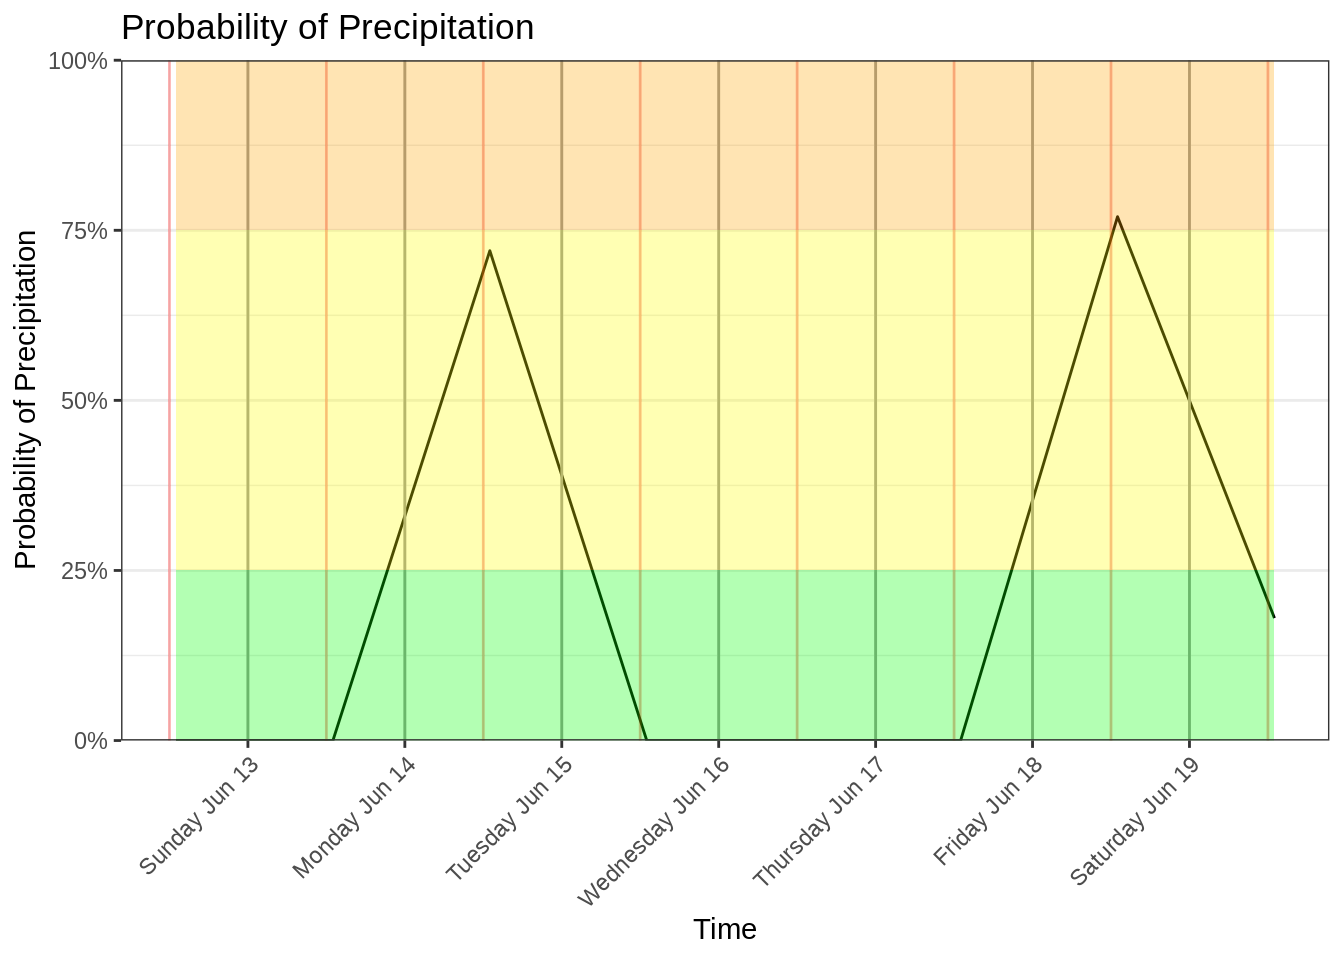 Probability of Precipitation
Probability of Precipitation
100%
75%
50%
25%
0%
Sunday Jun 13
Monday Jun 14
Tuesday Jun 15
Wednesday Jun 16
Thursday Jun 17
Friday Jun 18
Saturday Jun 19
Time